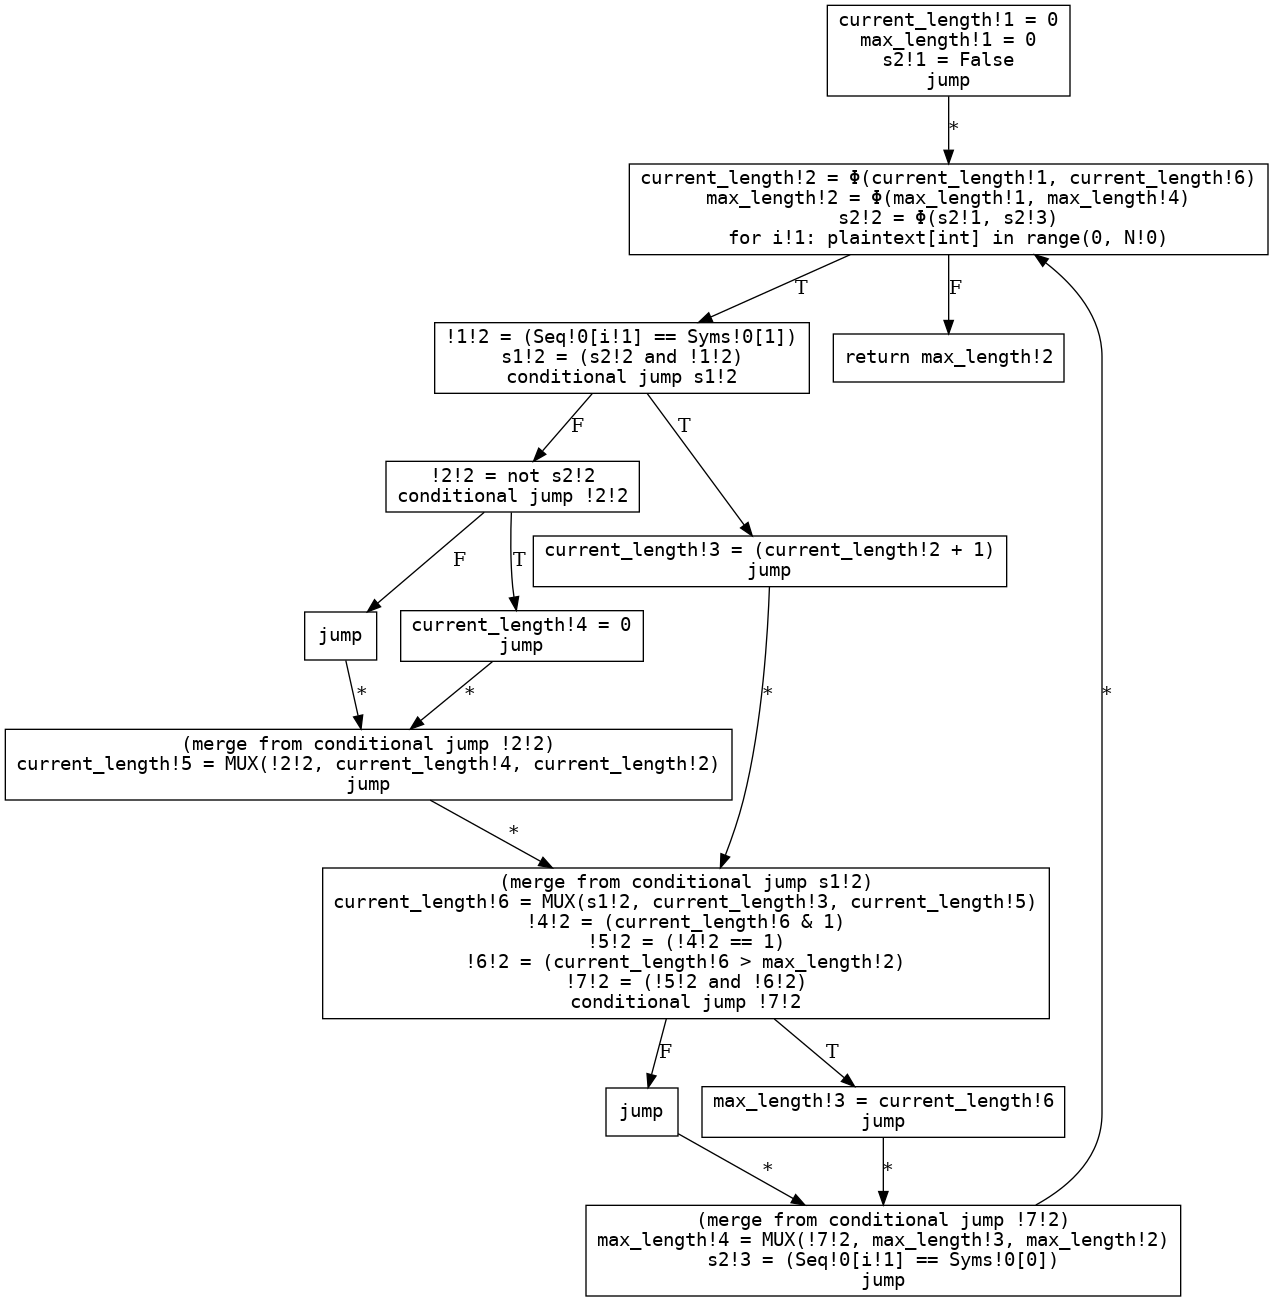 current_length!1 = 0
max_length!1 = 0
s2!1 = False
jump
*
current_length!2 = Φ(current_length!1, current_length!6)
max_length!2 = Φ(max_length!1, max_length!4)
s2!2 = Φ(s2!1, s2!3)
for i!1: plaintext[int] in range(0, N!0)
T
F
!1!2 = (Seq!0[i!1] == Syms!0[1])
s1!2 = (s2!2 and !1!2)
conditional jump s1!2
return max_length!2
F
T
!2!2 = not s2!2
conditional jump !2!2
current_length!3 = (current_length!2 + 1)
jump
F
T
jump
current_length!4 = 0
jump
*
*
*
*
(merge from conditional jump !2!2)
current_length!5 = MUX(!2!2, current_length!4, current_length!2)
jump
*
(merge from conditional jump s1!2)
current_length!6 = MUX(s1!2, current_length!3, current_length!5)
!4!2 = (current_length!6 & 1)
!5!2 = (!4!2 == 1)
!6!2 = (current_length!6 > max_length!2)
!7!2 = (!5!2 and !6!2)
conditional jump !7!2
F
T
jump
max_length!3 = current_length!6
jump
*
*
(merge from conditional jump !7!2)
max_length!4 = MUX(!7!2, max_length!3, max_length!2)
s2!3 = (Seq!0[i!1] == Syms!0[0])
jump